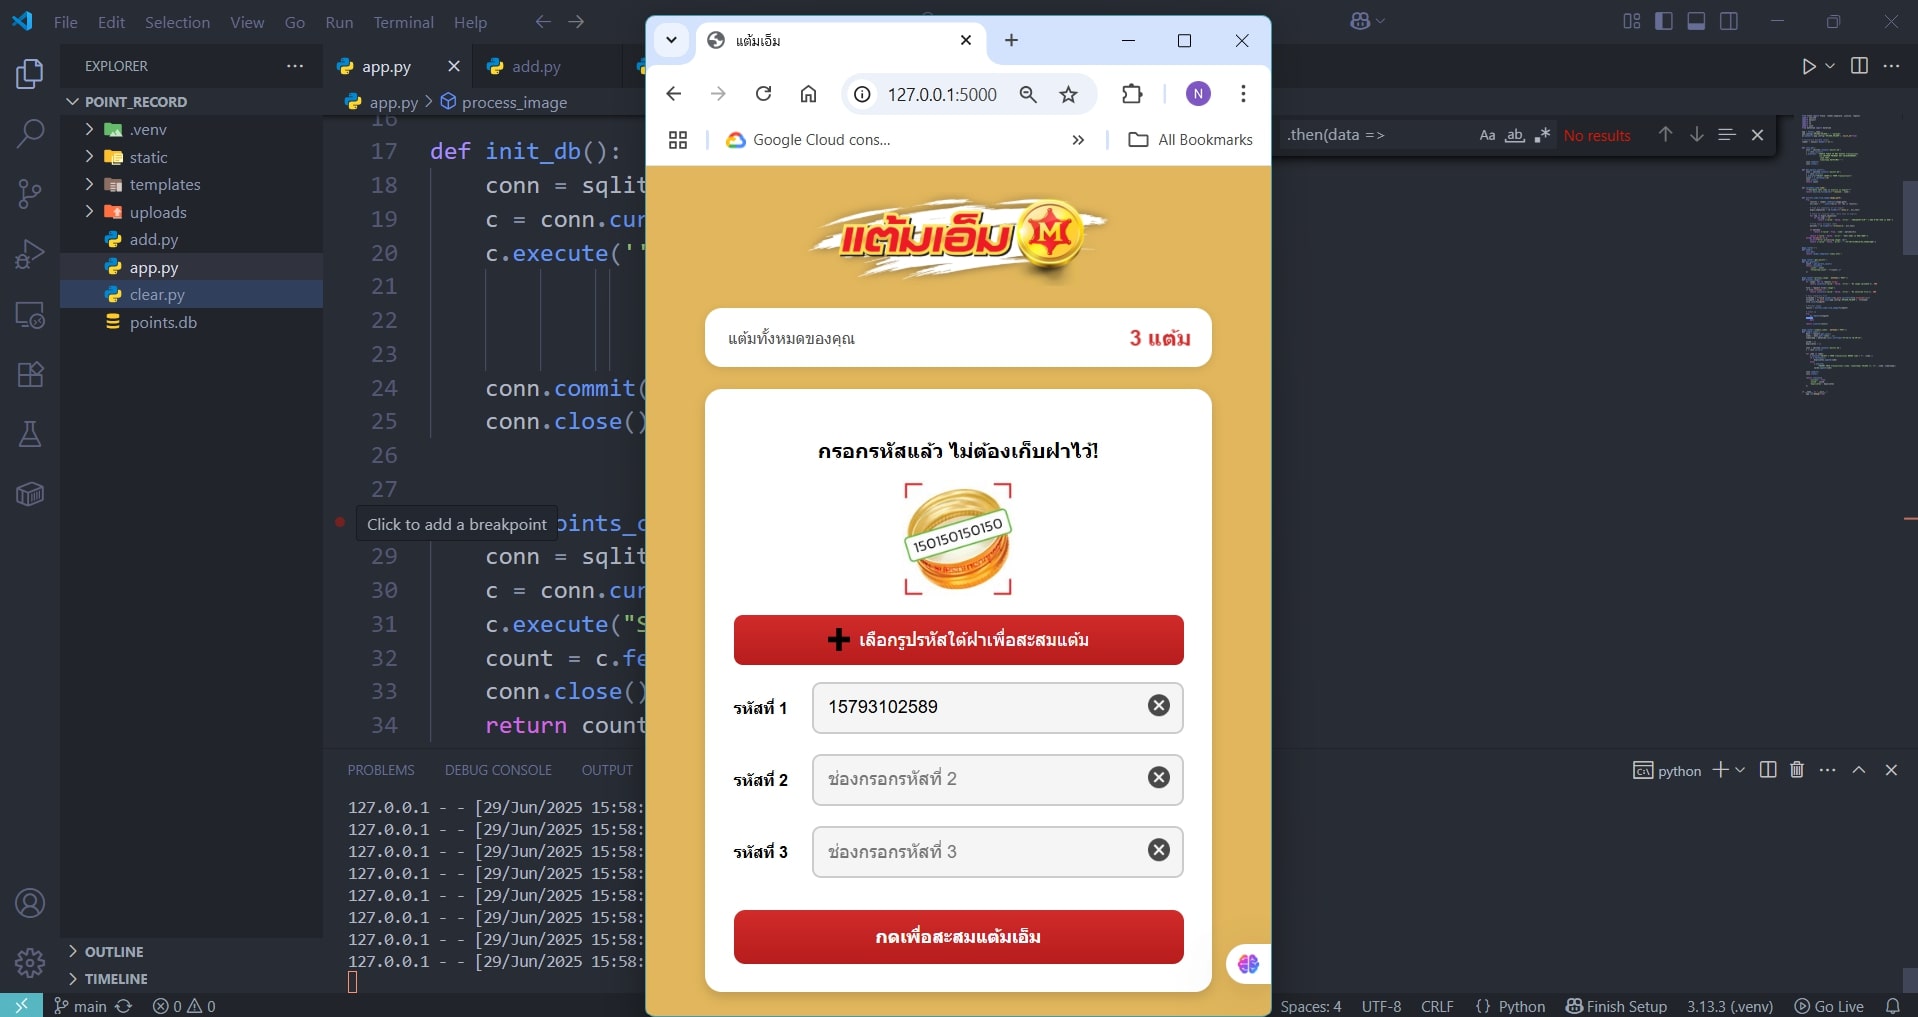 File Edit Selection View Go Run Terminal Help
EXPLORER
POINT_RECORD
.venv
static
templates
uploads
add.py
app.py
clear.py
points.db
OUTLINE
TIMELINE
app.py
add.py
app.py > process_image
16
17 def init_db():
18 conn = sqlit
19 c = conn.cur
20 c.execute(''
21
22
23
24 conn.commit(
25 conn.close()
26
27
Click to add a breakpoint
oints_c
29 conn = sqlit
30 c = conn.cur
31 c.execute("S
32 count = c.fe
33 conn.close()
34 return count
.then(data =>
Aa ab
No results
PROBLEMS DEBUG CONSOLE OUTPUT
python
127.0.0.1 - - [29/Jun/2025 15:58:
127.0.0.1 - - [29/Jun/2025 15:58:
127.0.0.1 - - [29/Jun/2025 15:58:
127.0.0.1 - - [29/Jun/2025 15:58:
127.0.0.1 - - [29/Jun/2025 15:58:
127.0.0.1 - - [29/Jun/2025 15:58:
127.0.0.1 - - [29/Jun/2025 15:58:
127.0.0.1 - - [29/Jun/2025 15:58:
main
0 0
Spaces: 4 UTF-8 CRLF {} Python Finish Setup 3.13.3 (.venv) Go Live
แต้มเอ็ม
127.0.0.1:5000
N
Google Cloud cons...
All Bookmarks
แต้มเอ็ม M
แต้มทั้งหมดของคุณ
3 แต้ม
กรอกรหัสแล้ว ไม่ต้องเก็บฝาไว้!
150150150150
เลือกรูปรหัสใต้ฝาเพื่อสะสมแต้ม
รหัสที่ 1 15793102589
รหัสที่ 2 ช่องกรอกรหัสที่ 2
รหัสที่ 3 ช่องกรอกรหัสที่ 3
กดเพื่อสะสมแต้มเอ็ม